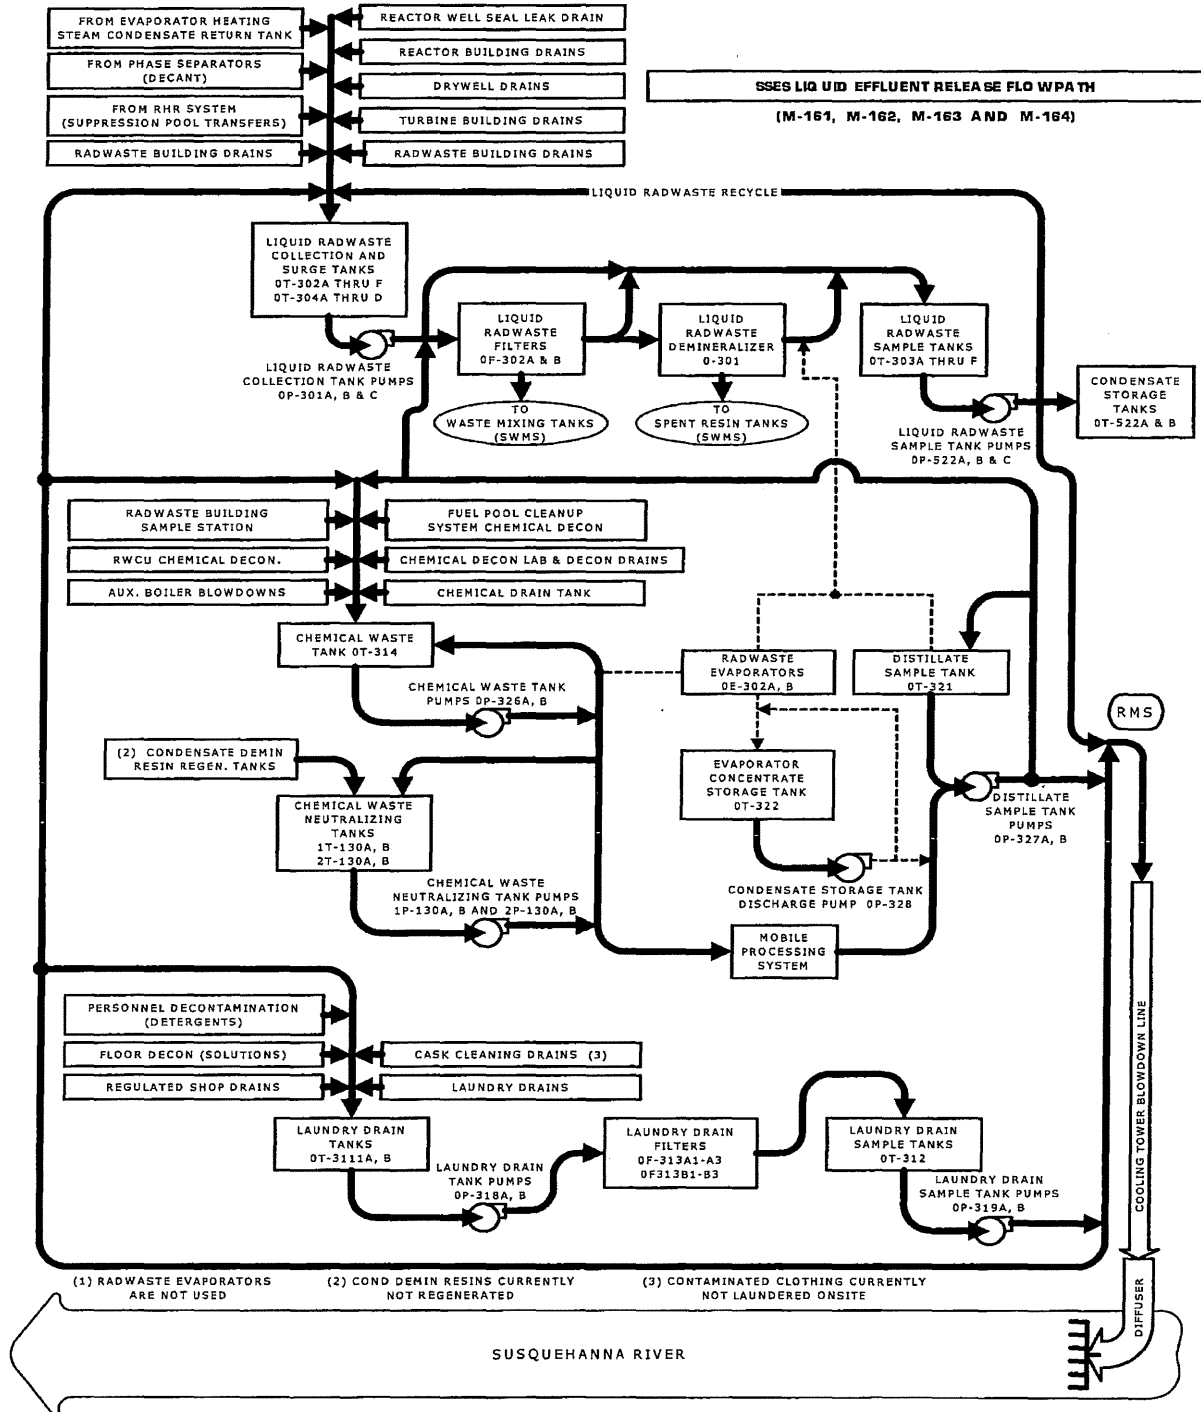 FROM EVAPORATOR HEATING
STEAM CONDENSATE RETURN TANK
REACTOR WELL SEAL LEAK DRAIN
REACTOR BUILDING DRAINS
FROM PHASE SEPARATORS
(DECANT)
DRYWELL DRAINS
FROM RHR SYSTEM
(SUPPRESSION POOL TRANSFERS)
TURBINE BUILDING DRAINS
RADWASTE BUILDING DRAINS
RADWASTE BUILDING DRAINS
SSES LIQUID EFFLUENT RELEASE FLOWPATH
(M-161, M-162, M-163 AND M-164)
LIQUID RADWASTE RECYCLE
LIQUID RADWASTE
COLLECTION AND
SURGE TANKS
0T-302A THRU F
0T-304A THRU D
LIQUID RADWASTE
COLLECTION TANK PUMPS
0P-301A, B & C
LIQUID
RADWASTE
FILTERS
0F-302A & B
LIQUID
RADWASTE
DEMINERALIZER
0-301
LIQUID
RADWASTE
SAMPLE TANKS
0T-303A THRU F
TO
WASTE MIXING TANKS
(SWMS)
TO
SPENT RESIN TANKS
(SWMS)
LIQUID RADWASTE
SAMPLE TANK PUMPS
0P-522A, B & C
CONDENSATE
STORAGE
TANKS
0T-522A & B
RADWASTE BUILDING
SAMPLE STATION
FUEL POOL CLEANUP
SYSTEM CHEMICAL DECON
RWCU CHEMICAL DECON.
CHEMICAL DECON LAB & DECON DRAINS
AUX. BOILER BLOWDOWNS
CHEMICAL DRAIN TANK
CHEMICAL WASTE
TANK 0T-314
CHEMICAL WASTE TANK
PUMPS 0P-326A, B
RADWASTE
EVAPORATORS
0E-302A, B
DISTILLATE
SAMPLE TANK
0T-321
RMS
(2) CONDENSATE DEMIN
RESIN REGEN. TANKS
EVAPORATOR
CONCENTRATE
STORAGE TANK
0T-322
CHEMICAL WASTE
NEUTRALIZING
TANKS
1T-130A, B
2T-130A, B
DISTILLATE
SAMPLE TANK
PUMPS
0P-327A, B
CHEMICAL WASTE
NEUTRALIZING TANK PUMPS
1P-130A, B AND 2P-130A, B
CONDENSATE STORAGE TANK
DISCHARGE PUMP 0P-328
MOBILE
PROCESSING
SYSTEM
PERSONNEL DECONTAMINATION
(DETERGENTS)
FLOOR DECON (SOLUTIONS)
CASK CLEANING DRAINS (3)
REGULATED SHOP DRAINS
LAUNDRY DRAINS
LAUNDRY DRAIN
TANKS
0T-3111A, B
LAUNDRY DRAIN
TANK PUMPS
0P-318A, B
LAUNDRY DRAIN
FILTERS
0F-313A1-A3
0F313B1-B3
LAUNDRY DRAIN
SAMPLE TANKS
0T-312
LAUNDRY DRAIN
SAMPLE TANK PUMPS
0P-319A, B
COOLING TOWER BLOWDOWN LINE
DIFFUSER
(1) RADWASTE EVAPORATORS
ARE NOT USED
(2) COND DEMIN RESINS CURRENTLY
NOT REGENERATED
(3) CONTAMINATED CLOTHING CURRENTLY
NOT LAUNDERED ONSITE
SUSQUEHANNA RIVER